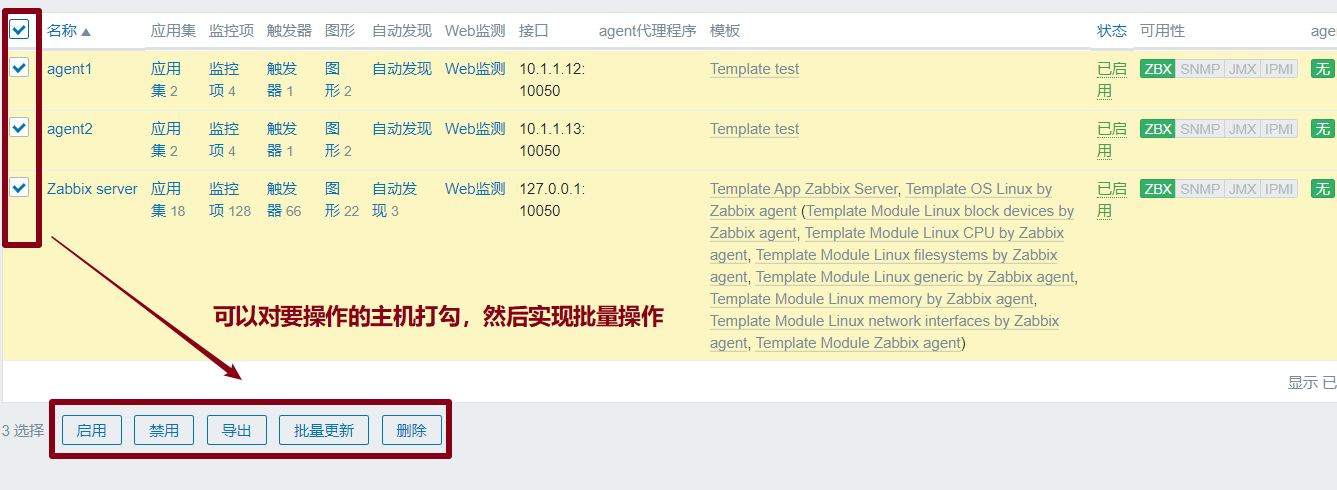 名称 ▲ 应用集 监控项 触发器 图形 自动发现 Web监测 接口 agent代理程序 模板 状态 可用性 age
agent1 应用 监控 触发 图 自动发现 Web监测 10.1.1.12: Template test 已启 ZBX SNMP JMX IPMI 无
集 2 项 4 器 1 形 2 10050 用
agent2 应用 监控 触发 图 自动发现 Web监测 10.1.1.13: Template test 已启 ZBX SNMP JMX IPMI 无
集 2 项 4 器 1 形 2 10050 用
Zabbix server 应用 监控 触发 图 自动发 Web监测 127.0.0.1: Template App Zabbix Server, Template OS Linux by 已启 ZBX SNMP JMX IPMI 无
集 18 项 128 器 66 形 22 现 3 10050 Zabbix agent (Template Module Linux block devices by 用
Zabbix agent, Template Module Linux CPU by Zabbix
agent, Template Module Linux filesystems by Zabbix
agent, Template Module Linux generic by Zabbix agent,
Template Module Linux memory by Zabbix agent,
Template Module Linux network interfaces by Zabbix
agent, Template Module Zabbix agent)
可以对要操作的主机打勾，然后实现批量操作
显示 已
3 选择 启用 禁用 导出 批量更新 删除